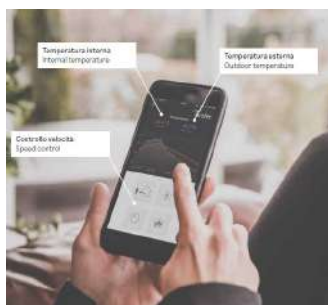 Temperatura interna
Internal temperature
Temperatura esterna
Outdoor temperature
Controllo velocità
Speed control